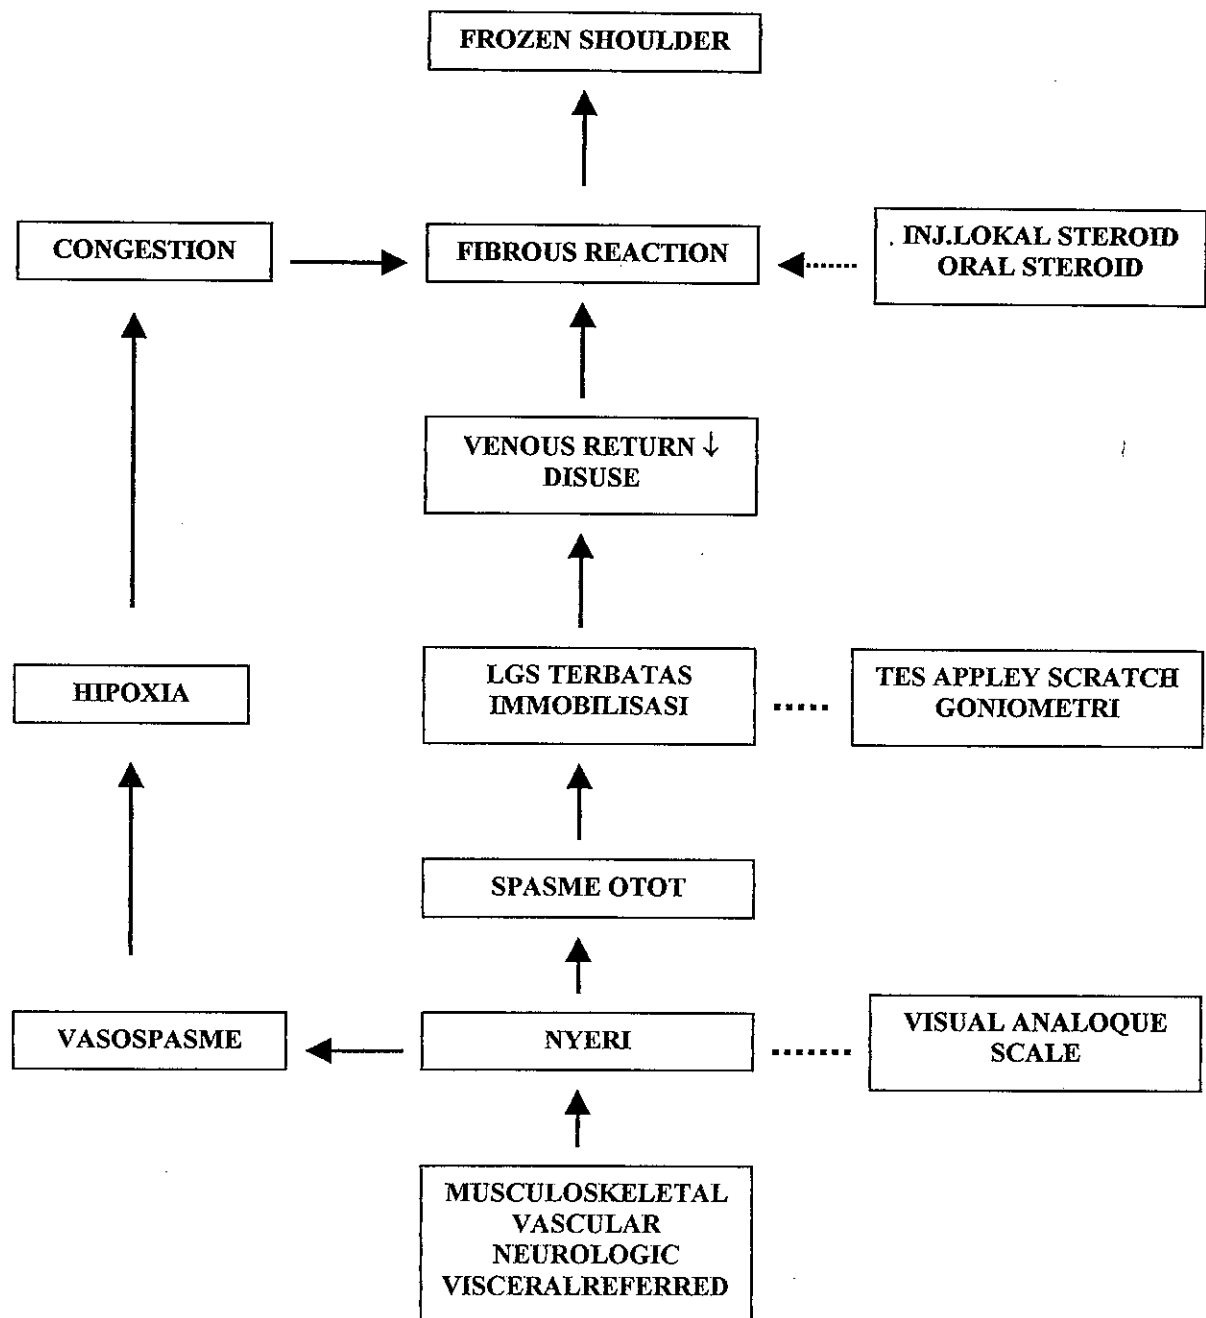 FROZEN SHOULDER
CONGESTION
FIBROUS REACTION
INJ.LOKAL STEROID
ORAL STEROID
VENOUS RETURN ↓
DISUSE
HIPOXIA
LGS TERBATAS
IMMOBILISASI
TES APPLEY SCRATCH
GONIOMETRI
SPASME OTOT
VASOSPASME
NYERI
VISUAL ANALOQUE
SCALE
MUSCULOSKELETAL
VASCULAR
NEUROLOGIC
VISCERALREFERRED